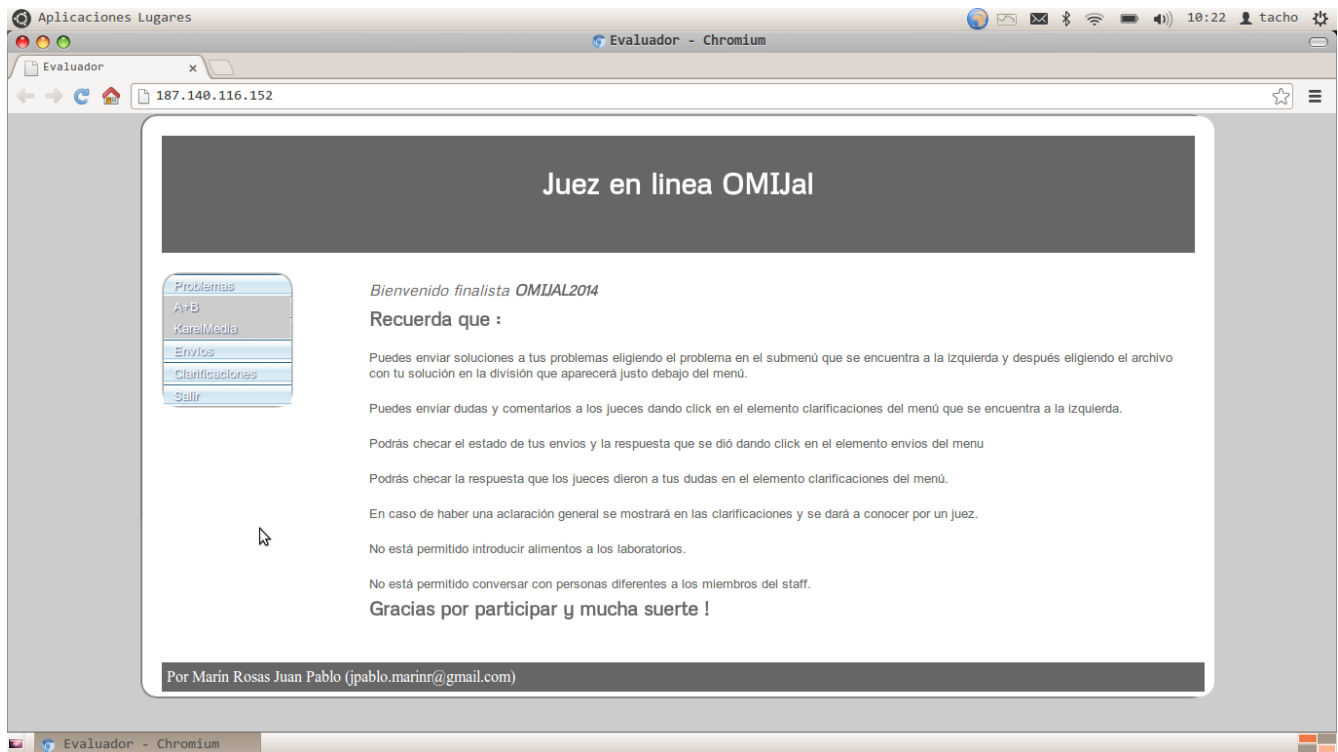 Aplicaciones Lugares
10:22 tacho
Evaluador - Chromium
Evaluador
187.140.116.152
Juez en linea OMIJal
Problemas
A+B
KarelMedia
Envíos
Clarificaciones
Salir
Bienvenido finalista OMIJAL2014
Recuerda que :
Puedes enviar soluciones a tus problemas eligiendo el problema en el submenú que se encuentra a la izquierda y después eligiendo el archivo
con tu solución en la división que aparecerá justo debajo del menú.
Puedes enviar dudas y comentarios a los jueces dando click en el elemento clarificaciones del menú que se encuentra a la izquierda.
Podrás checar el estado de tus envios y la respuesta que se dió dando click en el elemento envios del menu
Podrás checar la respuesta que los jueces dieron a tus dudas en el elemento clarificaciones del menú.
En caso de haber una aclaración general se mostrará en las clarificaciones y se dará a conocer por un juez.
No está permitido introducir alimentos a los laboratorios.
No está permitido conversar con personas diferentes a los miembros del staff.
Gracias por participar y mucha suerte !
Por Marín Rosas Juan Pablo (jpablo.marinr@gmail.com)
Evaluador - Chromium